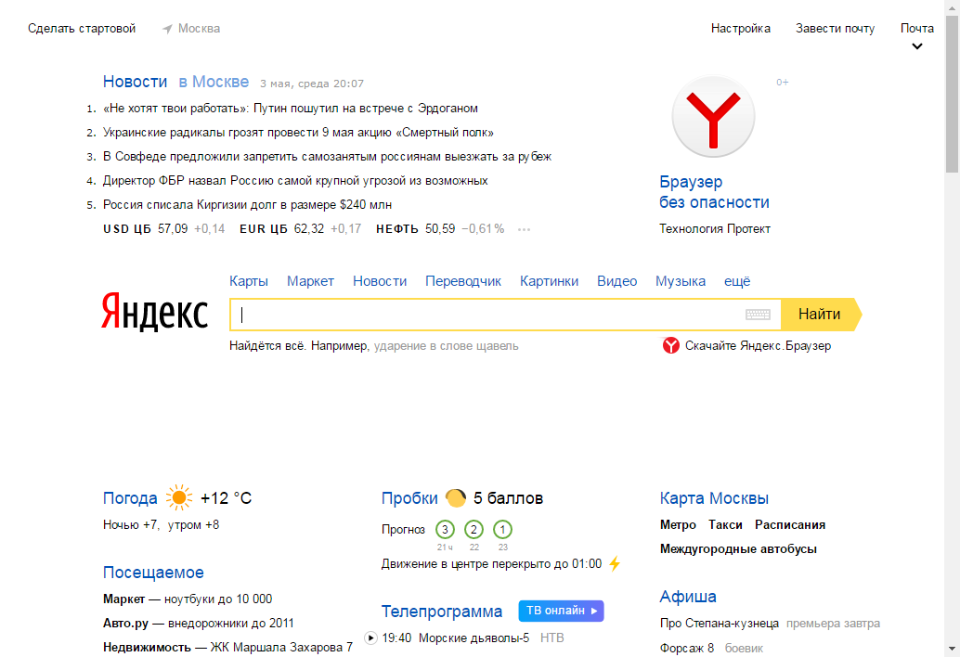 Сделать стартовой Москва Настройка Завести почту Почта
Новости в Москве 3 мая, среда 20:07
1. «Не хотят твои работать»: Путин пошутил на встрече с Эрдоганом
2. Украинские радикалы грозят провести 9 мая акцию «Смертный полк»
3. В Совфеде предложили запретить самозанятым россиянам выезжать за рубеж
4. Директор ФБР назвал Россию самой крупной угрозой из возможных
5. Россия списала Киргизии долг в размере $240 млн
USD ЦБ 57,09 +0,14 EUR ЦБ 62,32 +0,17 НЕФТЬ 50,59 −0,61% ...
0+
Браузер
без опасности
Технология Протект
Карты Маркет Новости Переводчик Картинки Видео Музыка ещё
Яндекс Найти
Найдётся всё. Например, ударение в слове щавель
Скачайте Яндекс.Браузер
Погода +12 °C
Ночью +7, утром +8
Посещаемое
Маркет — ноутбуки до 10 000
Авто.ру — внедорожники до 2011
Недвижимость — ЖК Маршала Захарова 7
Пробки 5 баллов
Прогноз 3 2 1
21 ч 22 23
Движение в центре перекрыто до 01:00
Телепрограмма ТВ онлайн
19:40 Морские дьяволы-5 НТВ
Карта Москвы
Метро Такси Расписания
Междугородные автобусы
Афиша
Про Степана-кузнеца премьера завтра
Форсаж 8 боевик